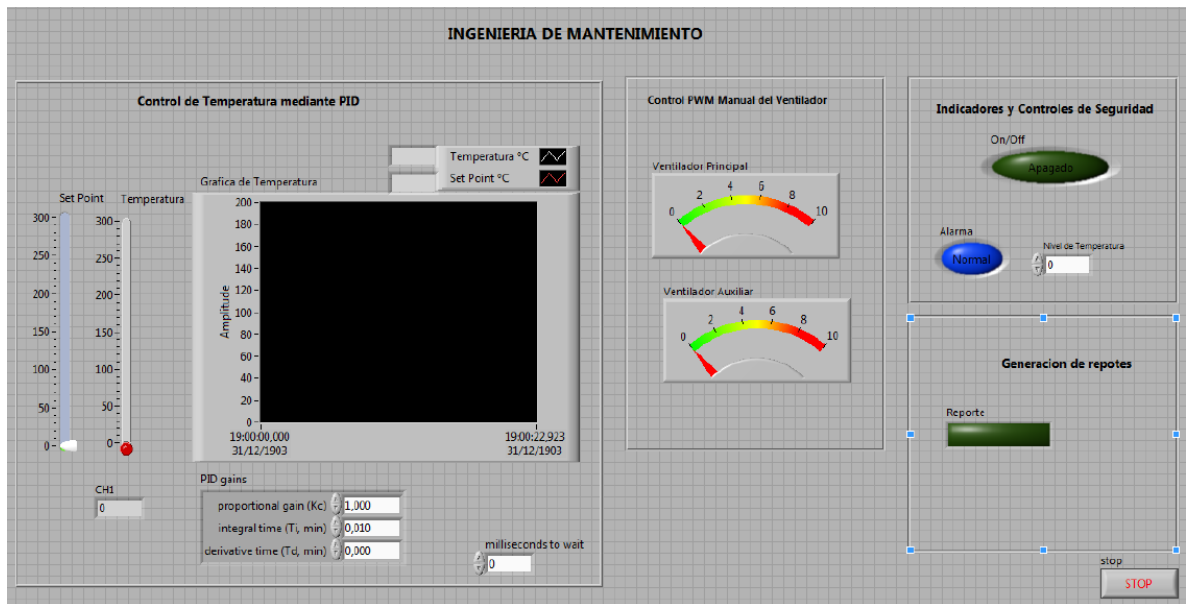 INGENIERIA DE MANTENIMIENTO
Control de Temperatura mediante PID
Temperatura °C
Set Point °C
Grafica de Temperatura
Set Point
Temperatura
300
250
200
150
100
50
0
300
250
200
150
100
50
0
Amplitude
200
180
160
140
120
100
80
60
40
20
0
19:00:00,000
31/12/1903
19:00:22,923
31/12/1903
CH1
0
PID gains
proportional gain (Kc) 1,000
integral time (Ti, min) 0,010
derivative time (Td, min) 0,000
milliseconds to wait
0
Control PWM Manual del Ventilador
Ventilador Principal
0 2 4 6 8 10
Ventilador Auxiliar
0 2 4 6 8 10
Indicadores y Controles de Seguridad
On/Off
Apagado
Alarma
Normal
Nivel de Temperatura
0
Generacion de repotes
Reporte
stop
STOP